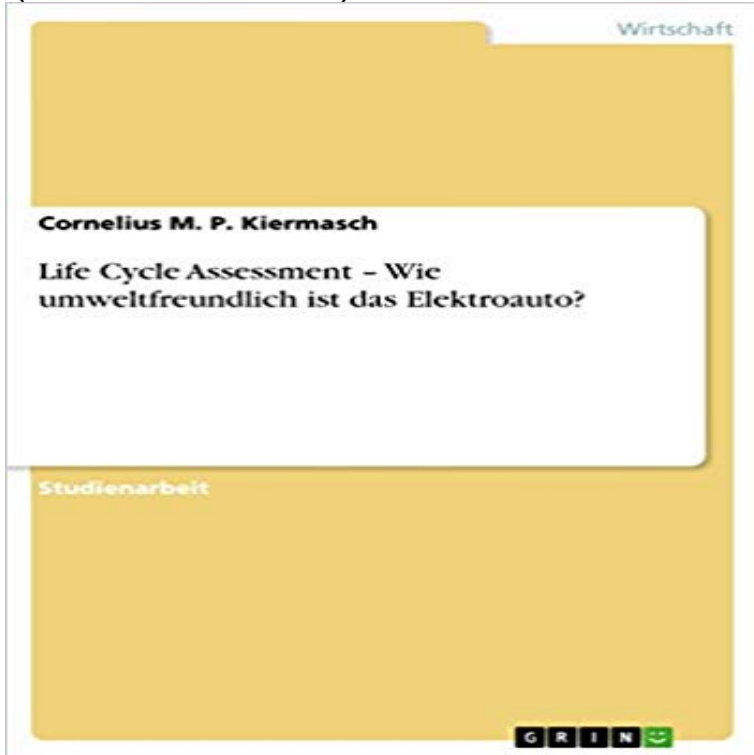 Wirtschaft
Cornelius M. P. Kiermasch
Life Cycle Assessment – Wie
umweltfreundlich ist das Elektroauto?
Studienarbeit
GRIN